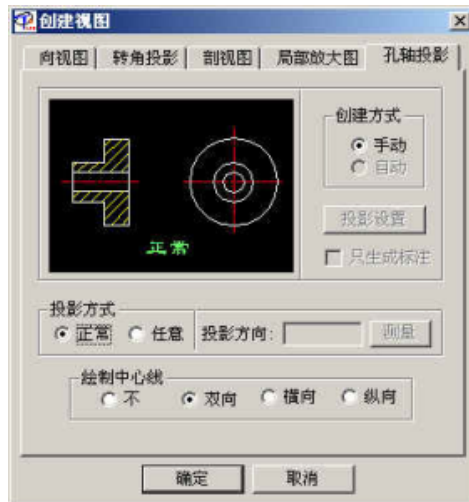 创建视图
向视图 转角投影 剖视图 局部放大图 孔轴投影
创建方式
手动
自动
正常
投影设置
只生成标注
投影方式
正常 任意 投影方向: 测量
绘制中心线
不 双向 横向 纵向
确定 取消